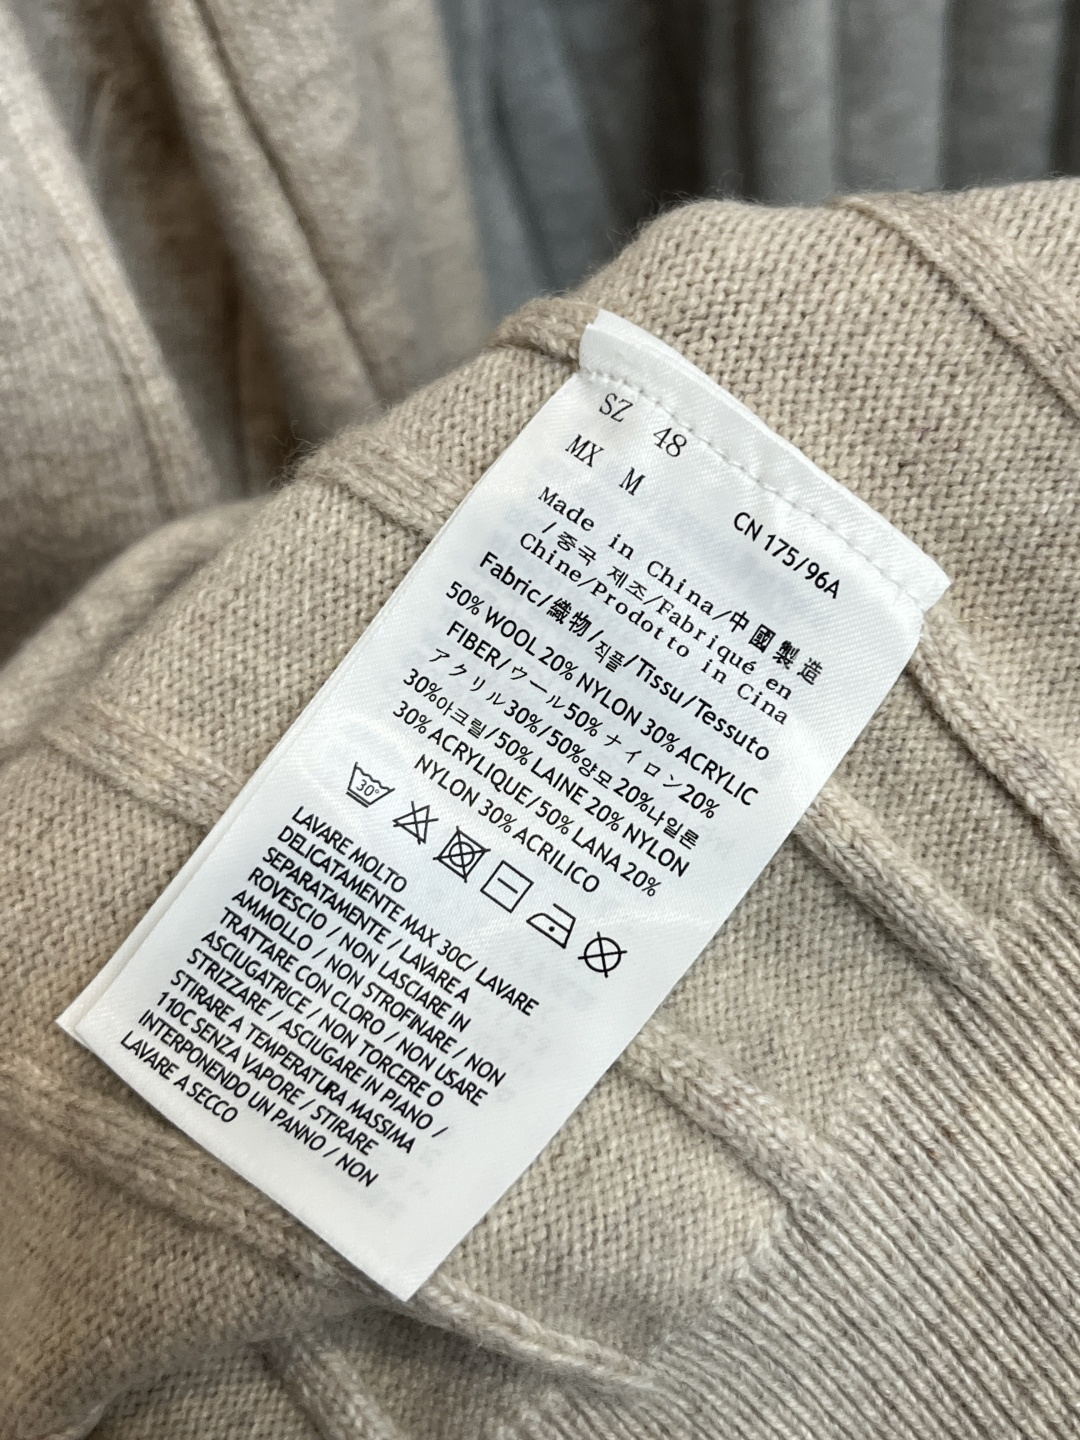 SZ 48
MX M
CN 175/96A
Made in China/中國製造
/중국 제조/Fabriqué en
Chine/Prodotto in Cina
Fabric/織物/직플/Tissu/Tessuto
50% WOOL 20% NYLON 30% ACRYLIC
FIBER/ウール50% ナイロン20%
アクリル30%/50%양모 20%나일론
30%아크릴/50% LAINE 20% NYLON
30% ACRYLIQUE/50% LANA 20%
NYLON 30% ACRILICO
30°
LAVARE MOLTO
DELICATAMENTE MAX 30C/ LAVARE
SEPARATAMENTE / LAVARE A
ROVESCIO / NON LASCIARE IN
AMMOLLO / NON STROFINARE / NON
TRATTARE CON CLORO / NON USARE
ASCIUGATRICE / NON TORCERE O
STRIZZARE / ASCIUGARE IN PIANO /
STIRARE A TEMPERATURA MASSIMA
110C SENZA VAPORE / STIRARE
INTERPONENDO UN PANNO / NON
LAVARE A SECCO